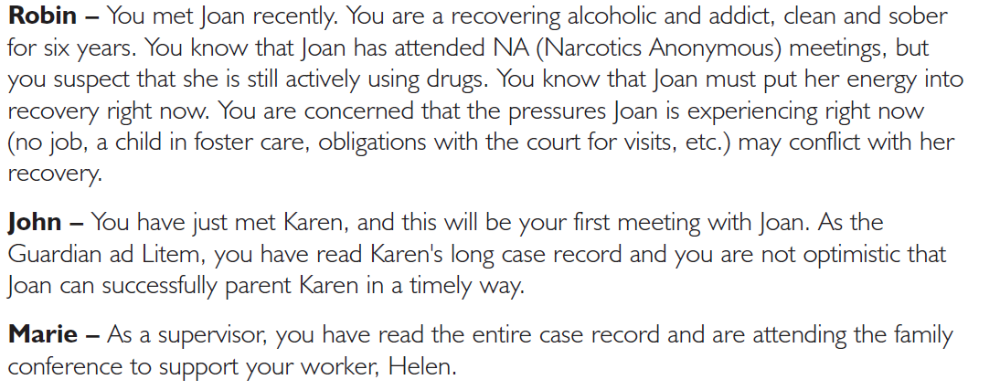 Robin – You met Joan recently. You are a recovering alcoholic and addict, clean and sober
for six years. You know that Joan has attended NA (Narcotics Anonymous) meetings, but
you suspect that she is still actively using drugs. You know that Joan must put her energy into
recovery right now. You are concerned that the pressures Joan is experiencing right now
(no job, a child in foster care, obligations with the court for visits, etc.) may conflict with her
recovery.
John – You have just met Karen, and this will be your first meeting with Joan. As the
Guardian ad Litem, you have read Karen's long case record and you are not optimistic that
Joan can successfully parent Karen in a timely way.
Marie – As a supervisor, you have read the entire case record and are attending the family
conference to support your worker, Helen.